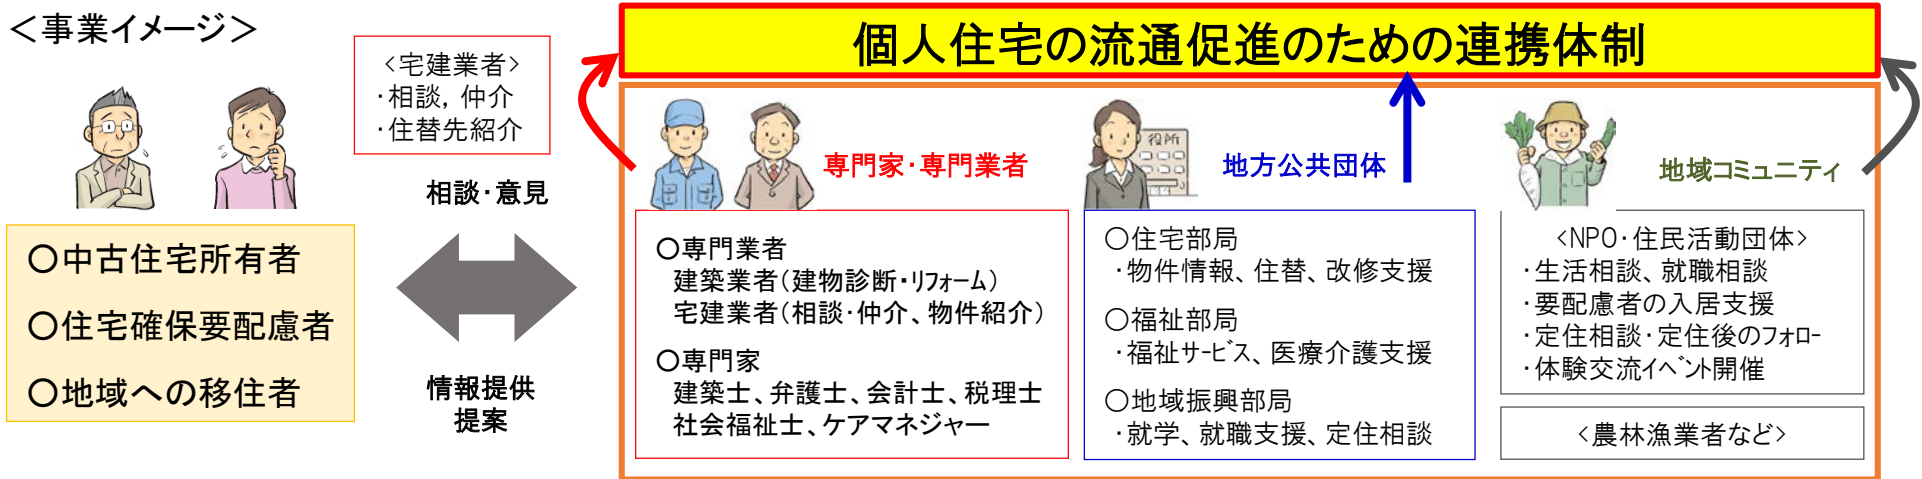 ＜事業イメージ＞
＜宅建業者＞
・相談，仲介
・住替先紹介
相談・意見
○中古住宅所有者
○住宅確保要配慮者
○地域への移住者
情報提供
提案
個人住宅の流通促進のための連携体制
専門家・専門業者
○専門業者
建築業者（建物診断・リフォーム）
宅建業者（相談・仲介、物件紹介）
○専門家
建築士、弁護士、会計士、税理士
社会福祉士、ケアマネジャー
役所
地方公共団体
○住宅部局
・物件情報、住替、改修支援
○福祉部局
・福祉サービス、医療介護支援
○地域振興部局
・就学、就職支援、定住相談
地域コミュニティ
＜NPO・住民活動団体＞
・生活相談、就職相談
・要配慮者の入居支援
・定住相談・定住後のフォロー
・体験交流イベント開催
＜農林漁業者など＞